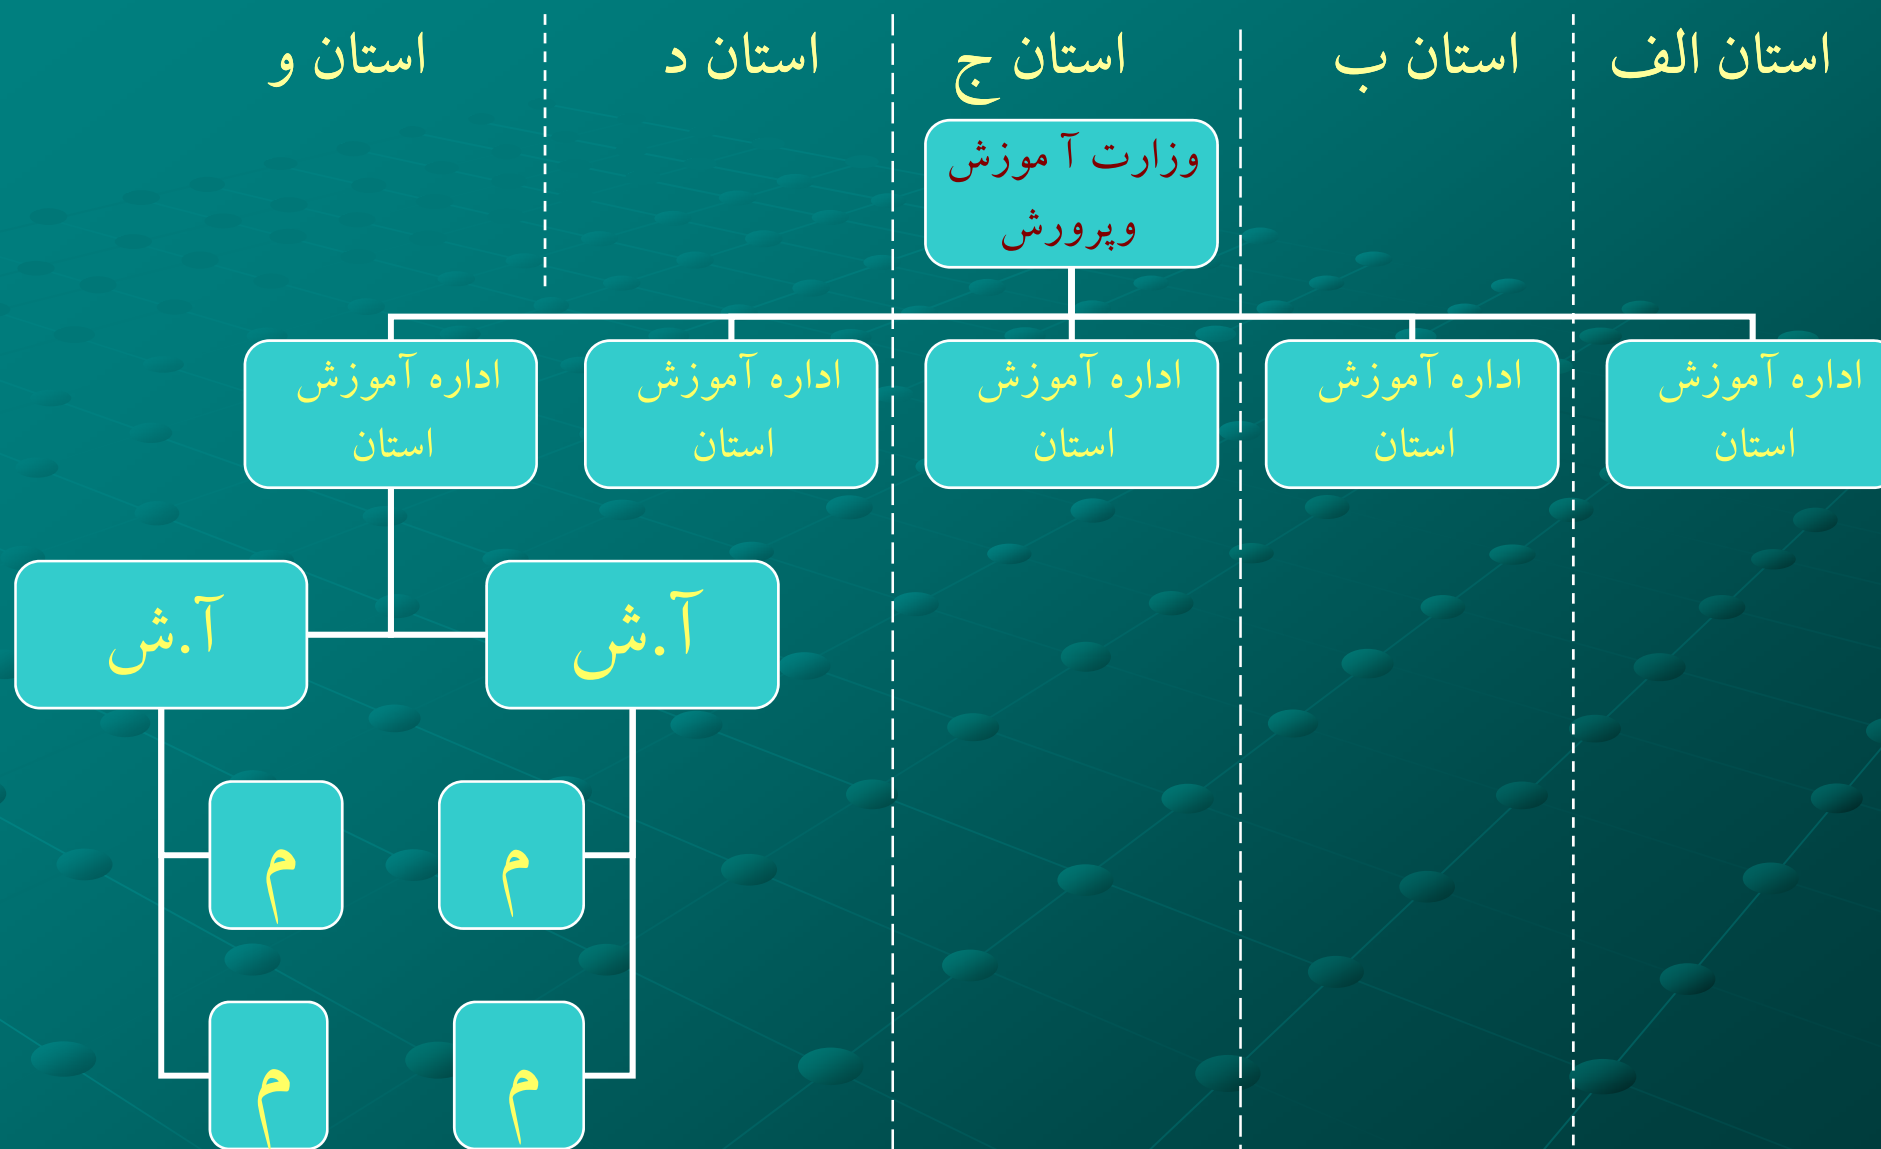 استان الف
استان ب
استان ج
استان د
استان و
وزارت آ موزش
وپرورش
اداره آموزش
استان
اداره آموزش
استان
اداره آموزش
استان
اداره آموزش
استان
اداره آموزش
استان
آ.ش
آ.ش
م
م
م
م